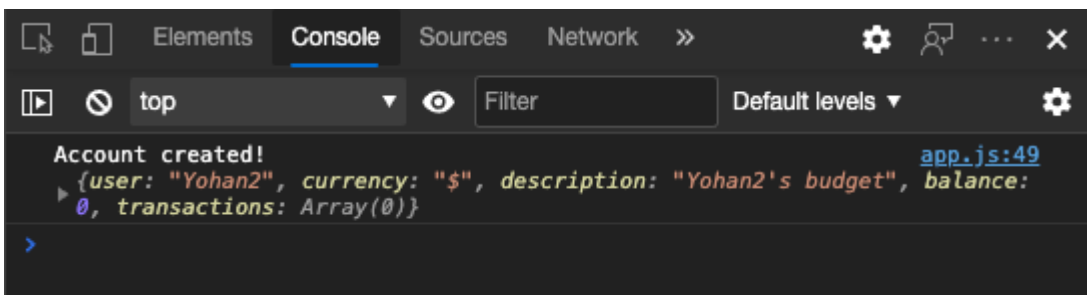 Elements Console Sources Network
top Filter Default levels
Account created! app.js:49
{user: "Yohan2", currency: "$", description: "Yohan2's budget", balance:
0, transactions: Array(0)}